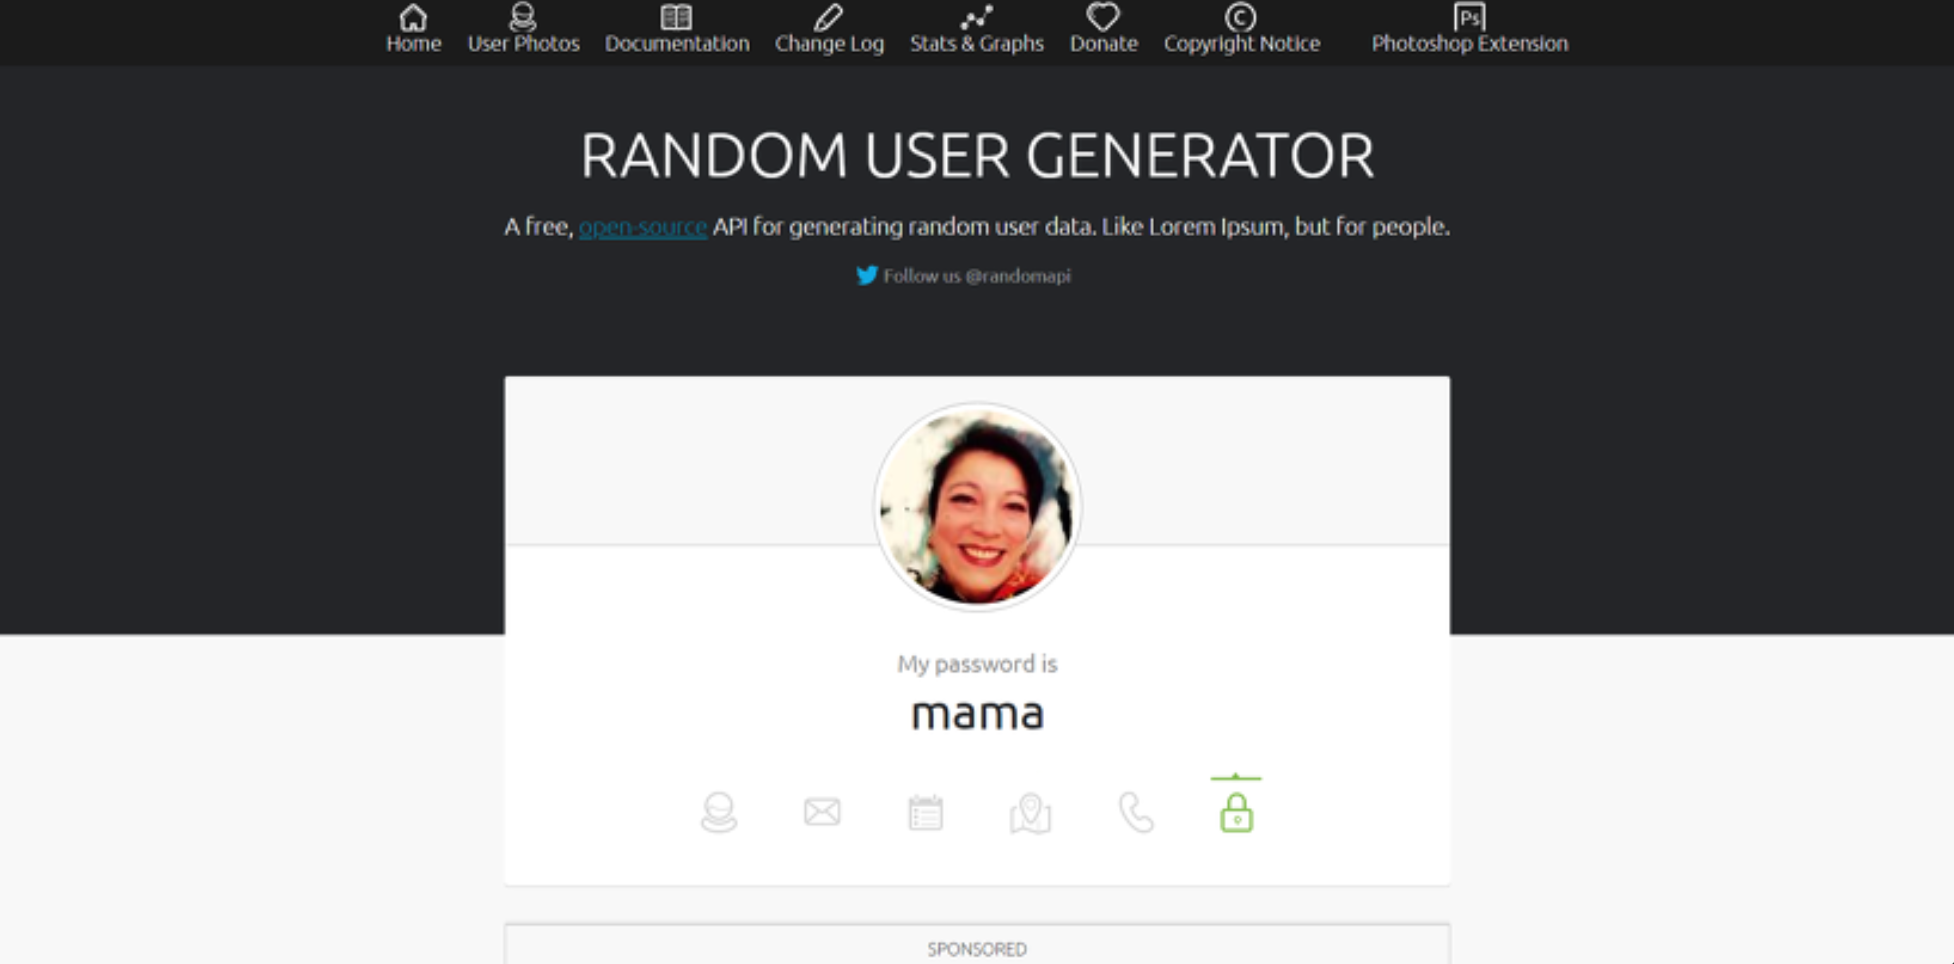 Home User Photos Documentation Change Log Stats & Graphs Donate Copyright Notice Ps Photoshop Extension
RANDOM USER GENERATOR
A free, open-source API for generating random user data. Like Lorem Ipsum, but for people.
Follow us @randomapi
My password is
mama
SPONSORED